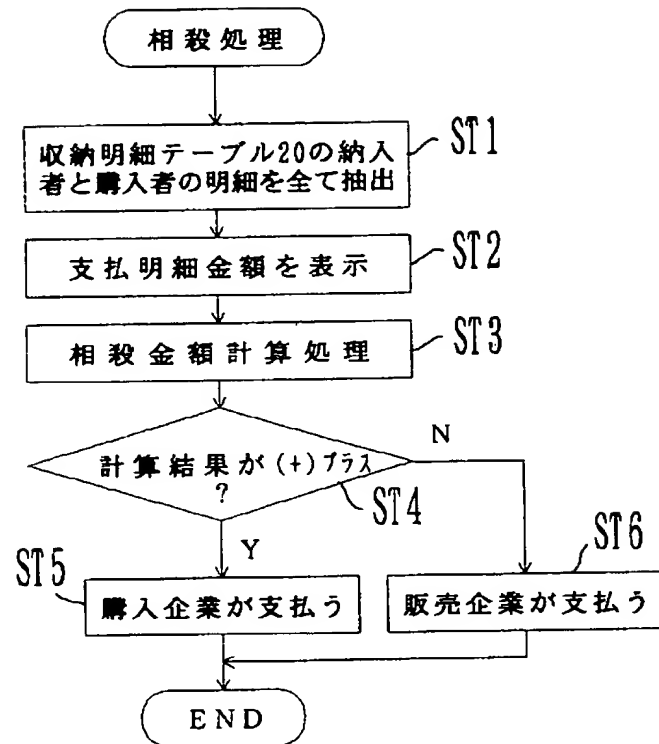 相殺処理
収納明細テーブル20の納入
者と購入者の明細を全て抽出
ST1
支払明細金額を表示
ST2
相殺金額計算処理
ST3
計算結果が(+)プラス
?
ST4
N
Y
ST5
購入企業が支払う
ST6
販売企業が支払う
END